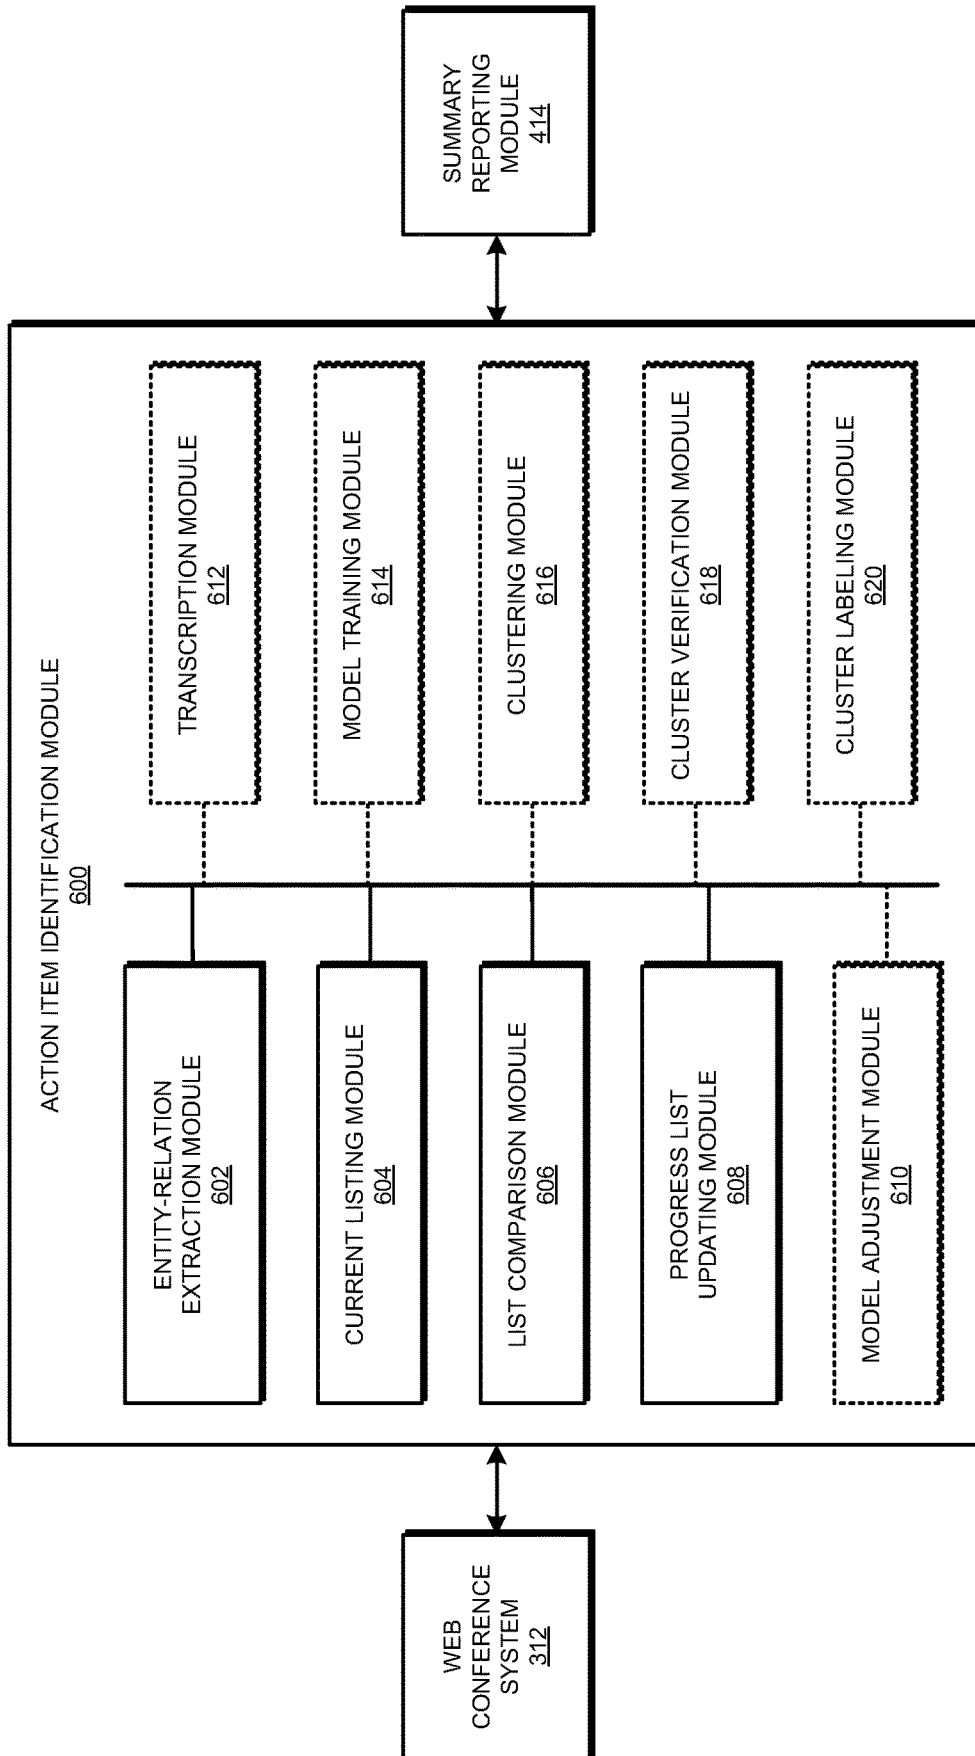 ACTION ITEM IDENTIFICATION MODULE
600
WEB
CONFERENCE
SYSTEM
312
ENTITY-RELATION
EXTRACTION MODULE
602
CURRENT LISTING MODULE
604
LIST COMPARISON MODULE
606
PROGRESS LIST
UPDATING MODULE
608
MODEL ADJUSTMENT MODULE
610
TRANSCRIPTION MODULE
612
MODEL TRAINING MODULE
614
CLUSTERING MODULE
616
CLUSTER VERIFICATION MODULE
618
CLUSTER LABELING MODULE
620
SUMMARY
REPORTING
MODULE
414